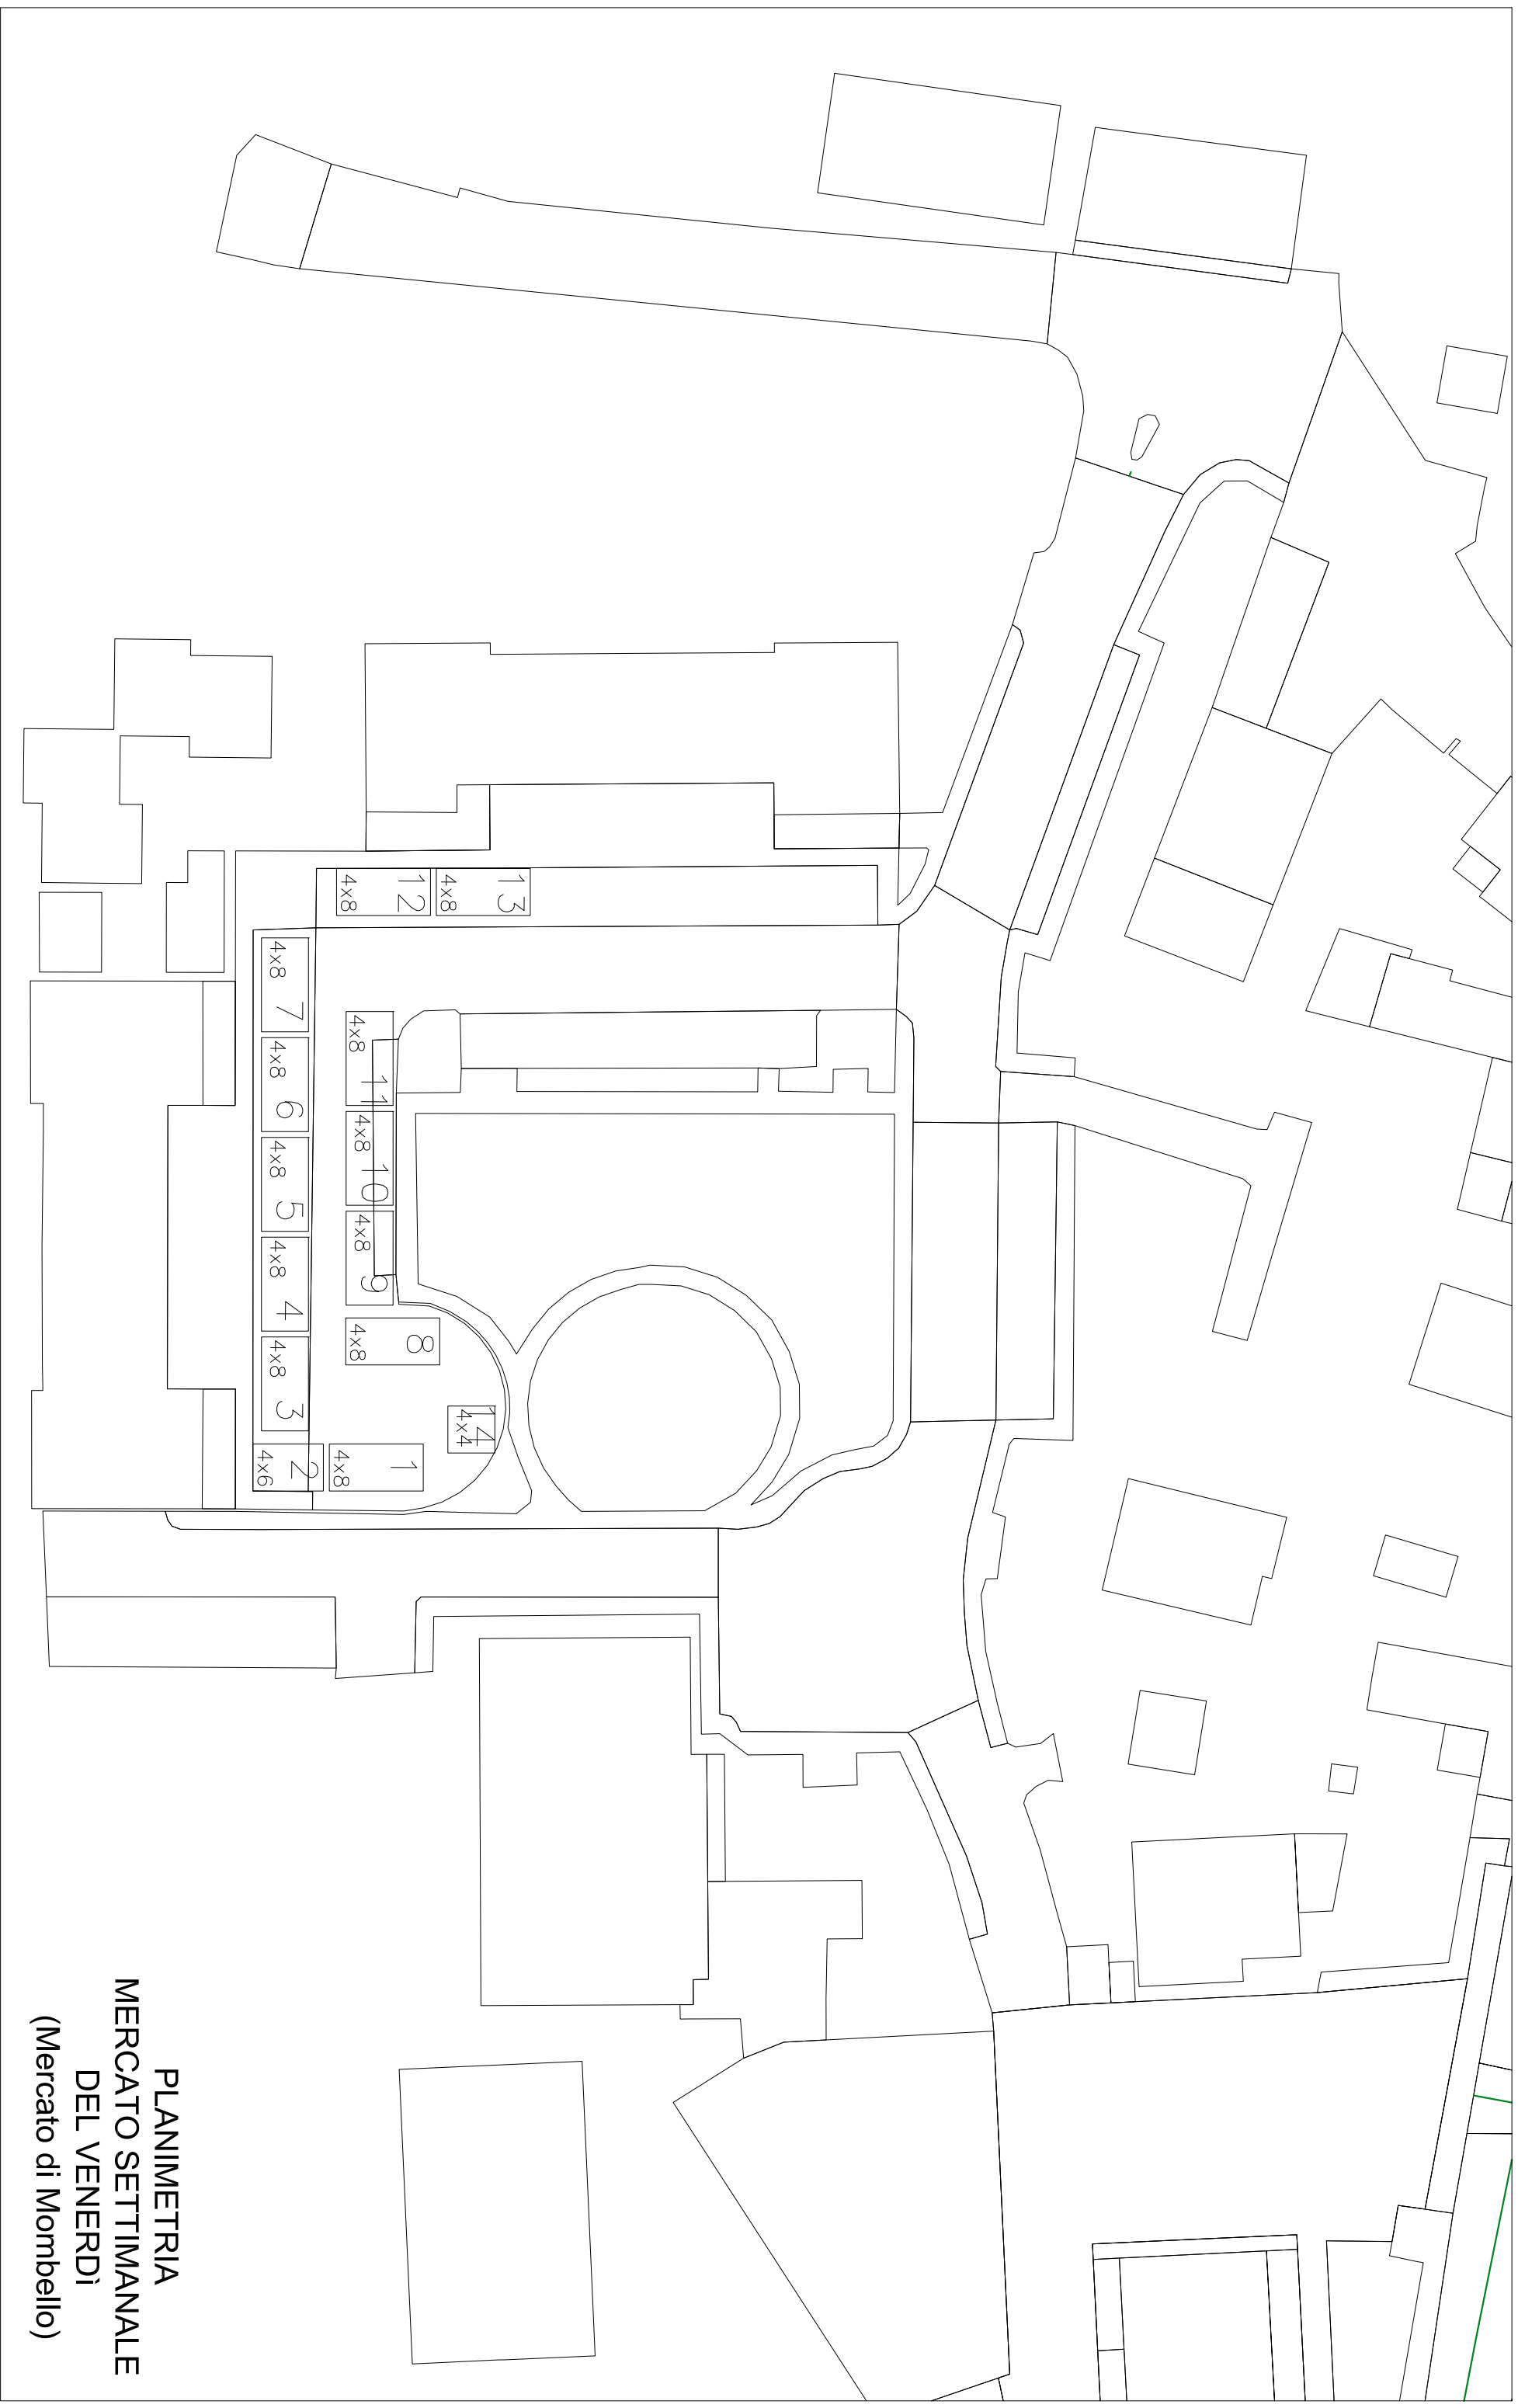 PLANIMETRIA
MERCATO SETTIMANALE
DEL VENERDì
(Mercato di Mombello)
13
4x8
12
4x8
7
4x8
6
4x8
5
4x8
4
4x8
3
4x8
2
4x6
1
4x8
11
4x8
10
4x8
9
4x8
8
4x8
14
4x4